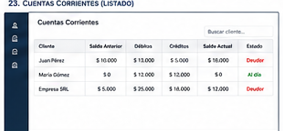 23. CUENTAS CORRIENTES (LISTADO)
Cuentas Corrientes
Buscar cliente...
Cliente Saldo Anterior Débitos Créditos Saldo Actual Estado
Juan Pérez $ 10.000 $ 13.000 $ 5.000 $ 18.000 Deudor
María Gómez $ 0 $ 12.000 $ 12.000 $ 0 Al día
Empresa SRL $ 5.000 $ 25.000 $ 18.000 $ 12.000 Deudor